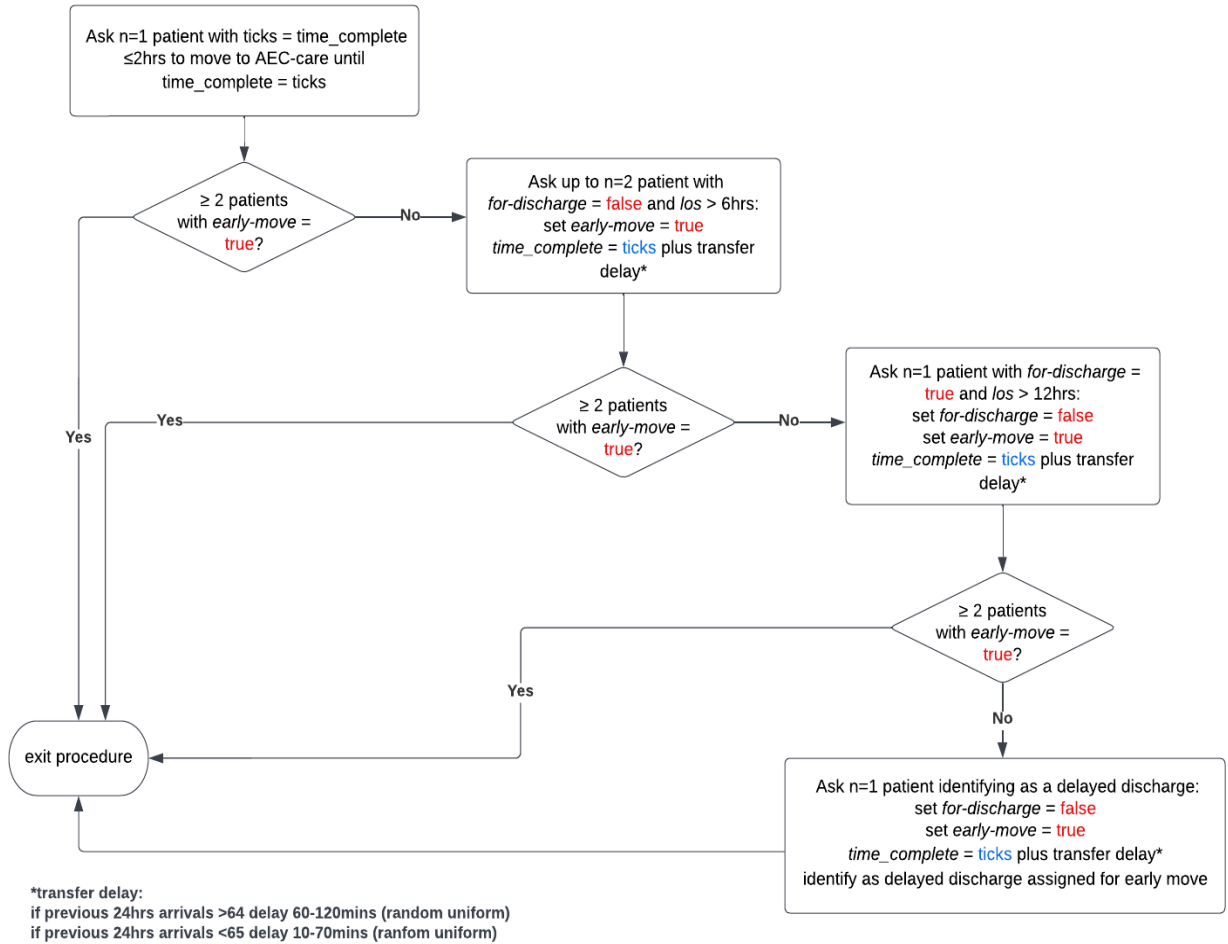 Ask n=1 patient with ticks = time_complete
≤2hrs to move to AEC-care until
time_complete = ticks
≥ 2 patients
with early-move =
true?
No
Yes
Ask up to n=2 patient with
for-discharge = false and los > 6hrs:
set early-move = true
time_complete = ticks plus transfer
delay*
≥ 2 patients
with early-move =
true?
Yes
No
Ask n=1 patient with for-discharge =
true and los > 12hrs:
set for-discharge = false
set early-move = true
time_complete = ticks plus transfer
delay*
≥ 2 patients
with early-move =
true?
Yes
No
exit procedure
Ask n=1 patient identifying as a delayed discharge:
set for-discharge = false
set early-move = true
time_complete = ticks plus transfer delay*
identify as delayed discharge assigned for early move
*transfer delay:
if previous 24hrs arrivals >64 delay 60-120mins (random uniform)
if previous 24hrs arrivals <65 delay 10-70mins (ranfom uniform)